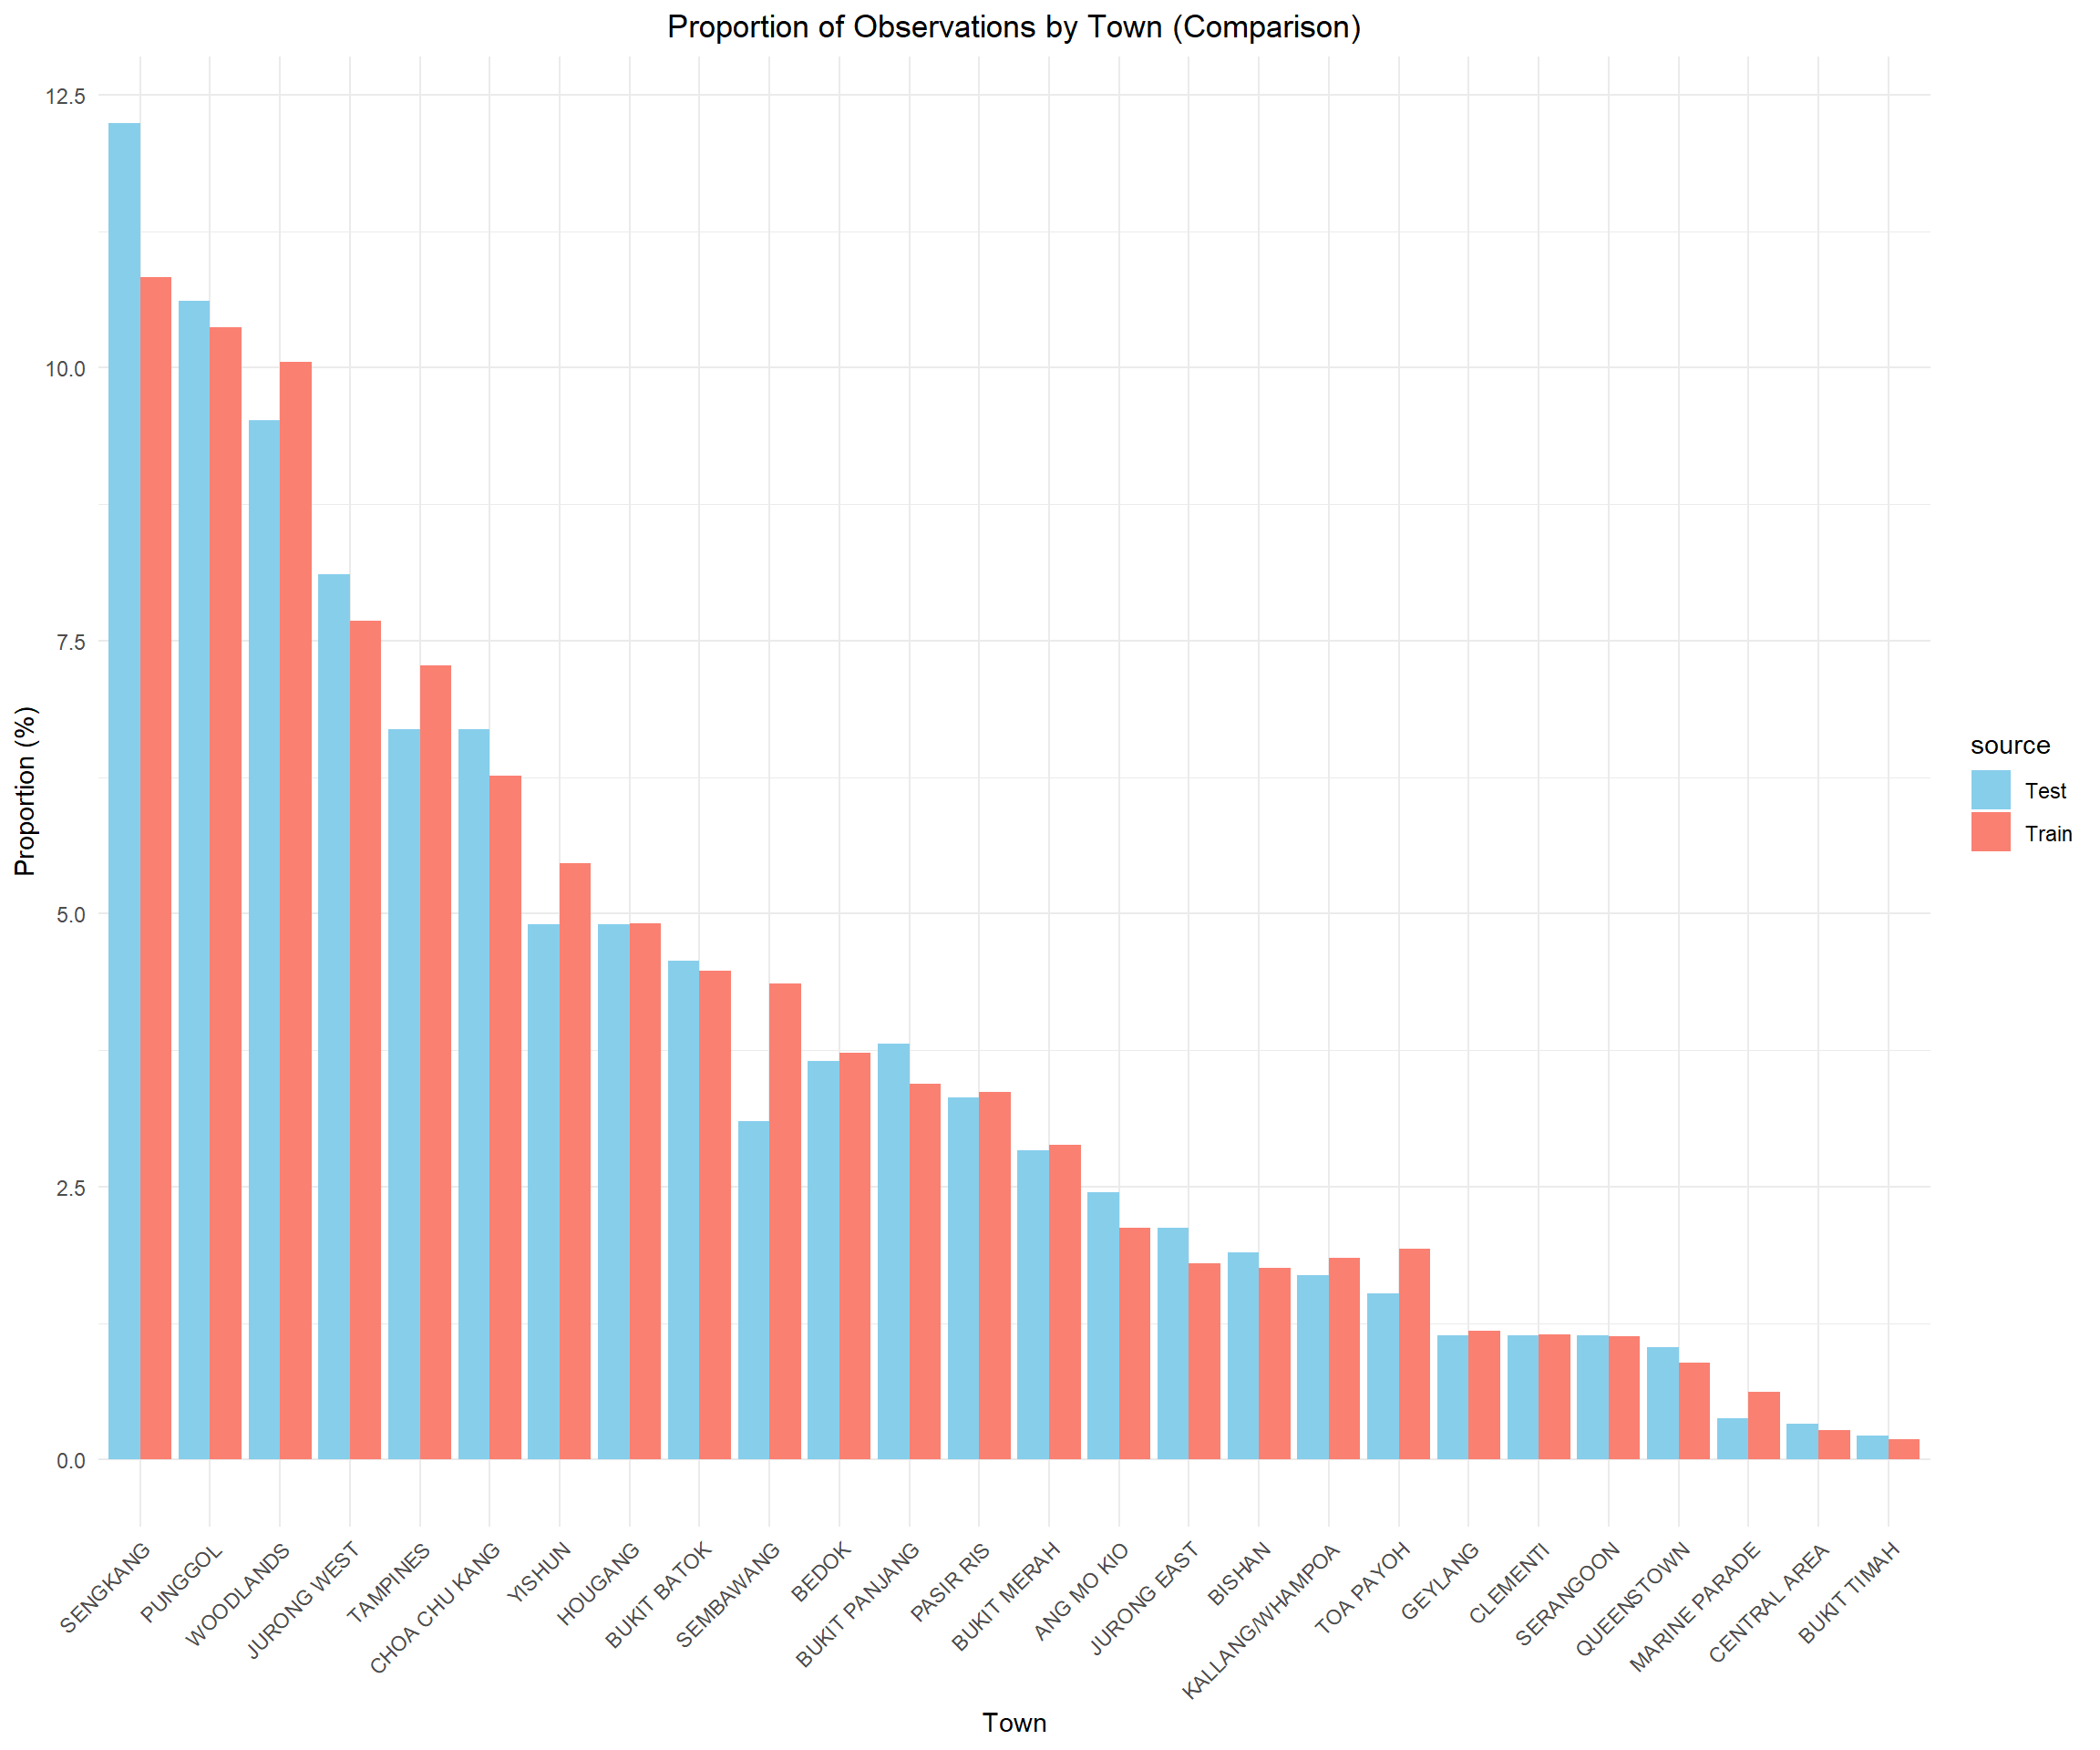 Proportion of Observations by Town (Comparison)
Proportion (%)
12.5
10.0
7.5
5.0
2.5
0.0
SENGKANG
PUNGGOL
WOODLANDS
JURONG WEST
TAMPINES
CHOA CHU KANG
YISHUN
HOUGANG
BUKIT BATOK
SEMBAWANG
BEDOK
BUKIT PANJANG
PASIR RIS
BUKIT MERAH
ANG MO KIO
JURONG EAST
BISHAN
KALLANG/WHAMPOA
TOA PAYOH
GEYLANG
CLEMENTI
SERANGOON
QUEENSTOWN
MARINE PARADE
CENTRAL AREA
BUKIT TIMAH
Town
source
Test
Train